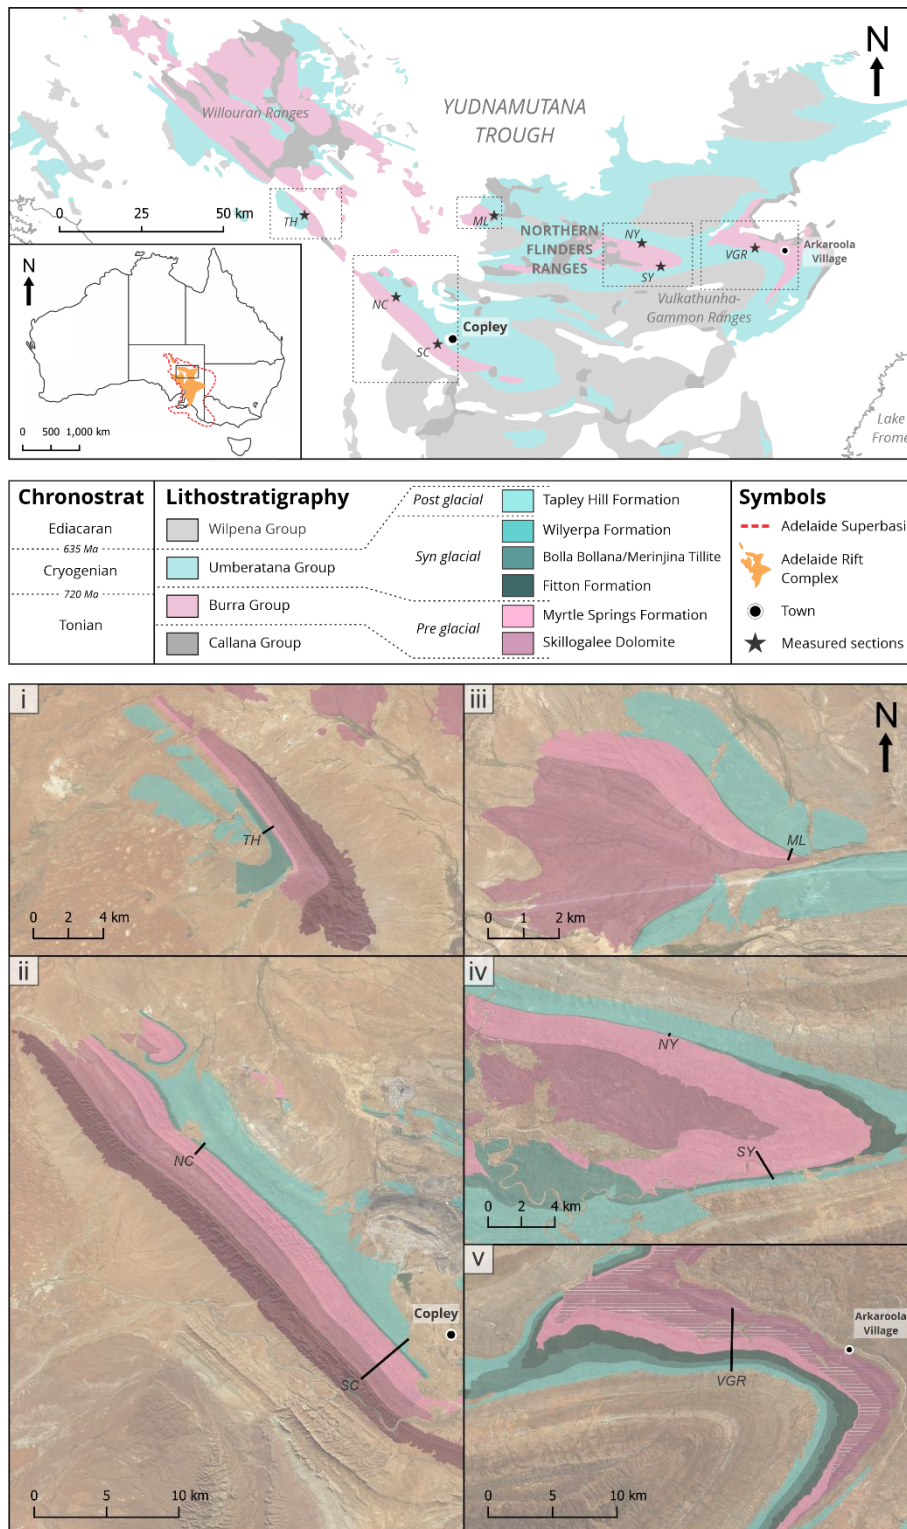 N
YUDNAMUTANA
TROUGH
Willouran Ranges
0 25 50 km
TH
ML
NORTHERN
FLINDERS
RANGES
NY
SY
VGR
Arkaroola
Village
Vulkathunha-
Gammon Ranges
NC
SC
Copley
Lake
Frome
N
0 500 1,000 km
Chronostrat
Ediacaran
635 Ma
Cryogenian
720 Ma
Tonian
Lithostratigraphy
Wilpena Group
Umberatana Group
Burra Group
Callana Group
Post glacial
Syn glacial
Pre glacial
Tapley Hill Formation
Wilyerpa Formation
Bolla Bollana/Merinjina Tillite
Fitton Formation
Myrtle Springs Formation
Skillogalee Dolomite
Symbols
Adelaide Superbasi
Adelaide Rift
Complex
Town
Measured sections
i
TH
0 2 4 km
iii
N
ML
0 1 2 km
ii
NC
SC
Copley
0 5 10 km
iv
NY
SY
0 2 4 km
v
Arkaroola
Village
VGR
0 5 10 km